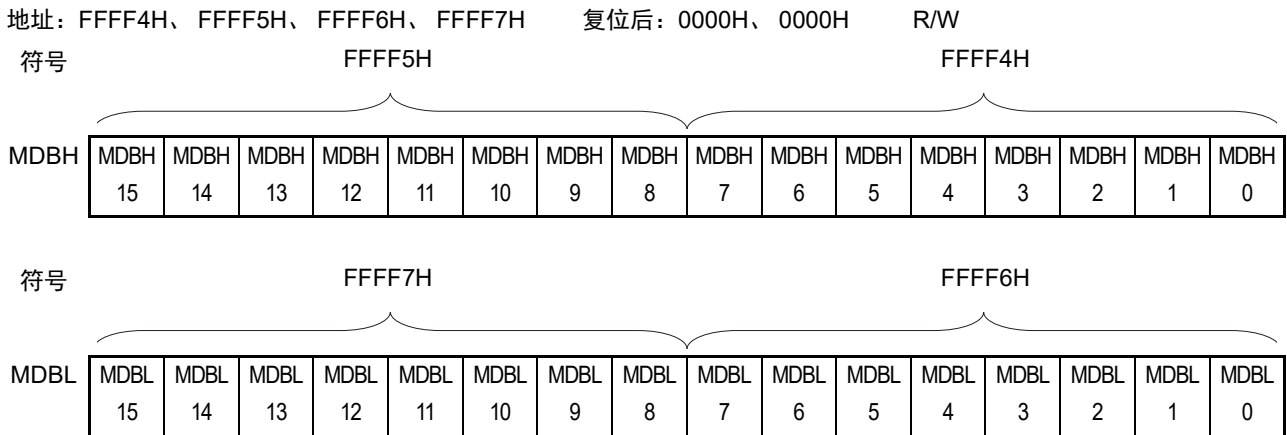 地址：FFFF4H、 FFFF5H、 FFFF6H、 FFFF7H 复位后：0000H、 0000H R/W
符号 FFFF5H FFFF4H
MDBH MDBH MDBH MDBH MDBH MDBH MDBH MDBH MDBH MDBH MDBH MDBH MDBH MDBH MDBH MDBH MDBH
15 14 13 12 11 10 9 8 7 6 5 4 3 2 1 0
符号 FFFF7H FFFF6H
MDBL MDBL MDBL MDBL MDBL MDBL MDBL MDBL MDBL MDBL MDBL MDBL MDBL MDBL MDBL MDBL MDBL
15 14 13 12 11 10 9 8 7 6 5 4 3 2 1 0